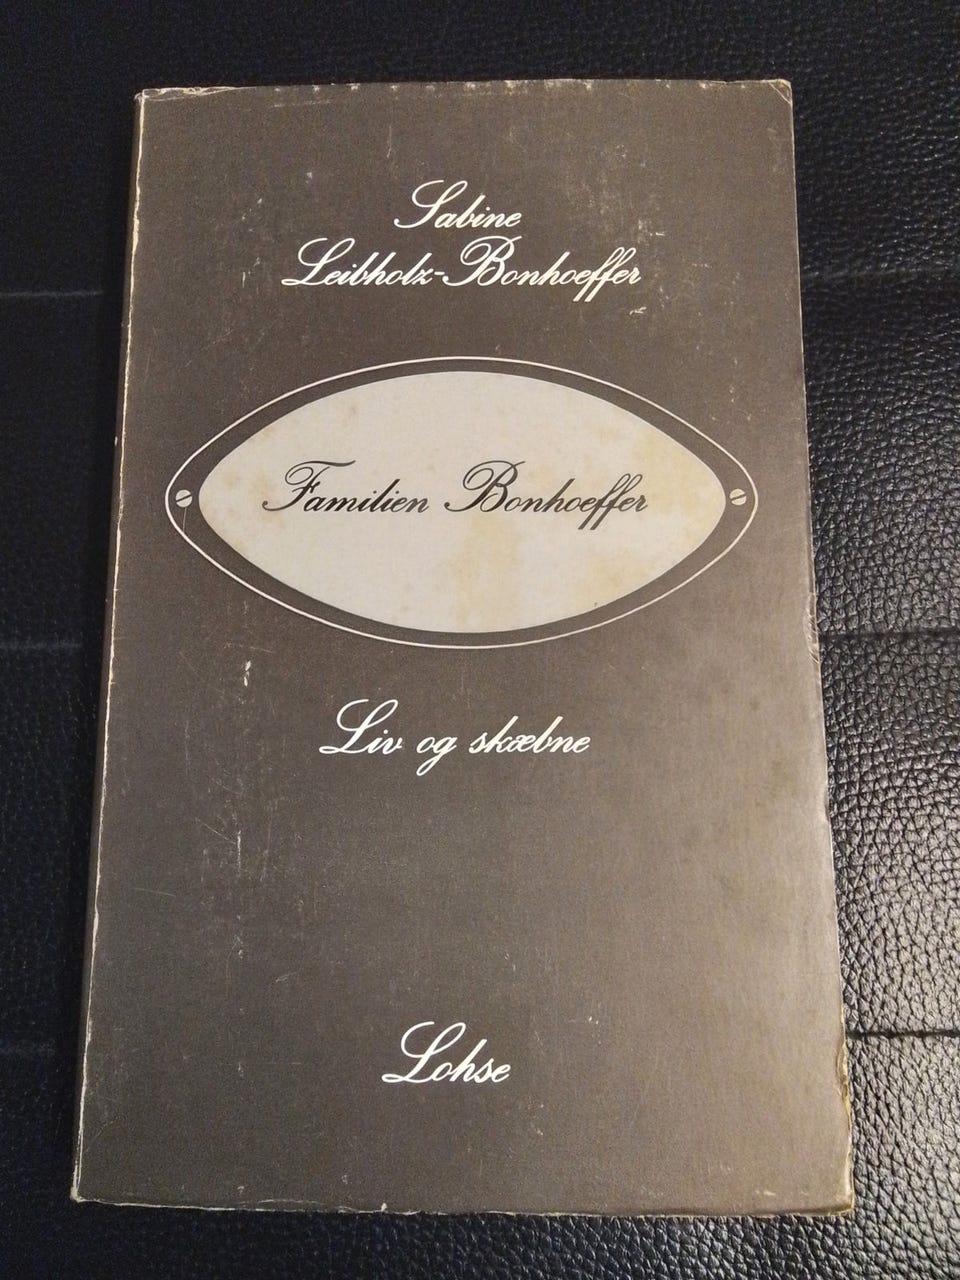 Sabine
Leibholz-Bonhoeffer
Familien Bonhoeffer
Liv og skæbne
Lohse